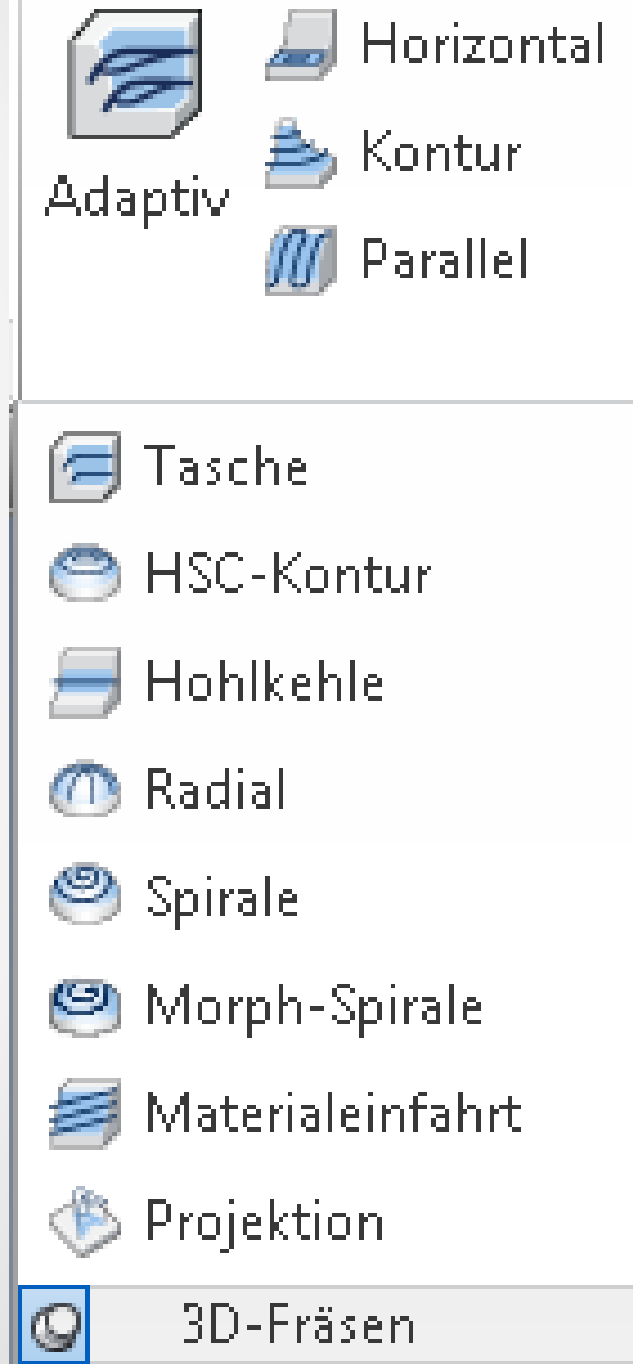 Adaptiv
Horizontal
Kontur
Parallel
Tasche
HSC-Kontur
Hohlkehle
Radial
Spirale
Morph-Spirale
Materialeinfahrt
Projektion
3D-Fräsen